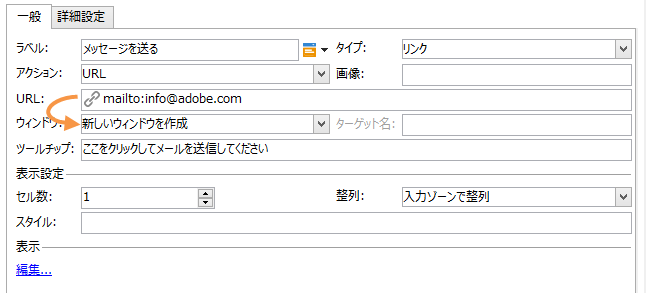 一般 詳細設定
ラベル: メッセージを送る タイプ: リンク
アクション: URL 画像:
URL: mailto:info@adobe.com
ウィンドウ: 新しいウィンドウを作成 ターゲット名:
ツールチップ: ここをクリックしてメールを送信してください
表示設定
セル数: 1 整列: 入力ゾーンで整列
スタイル:
表示
編集...